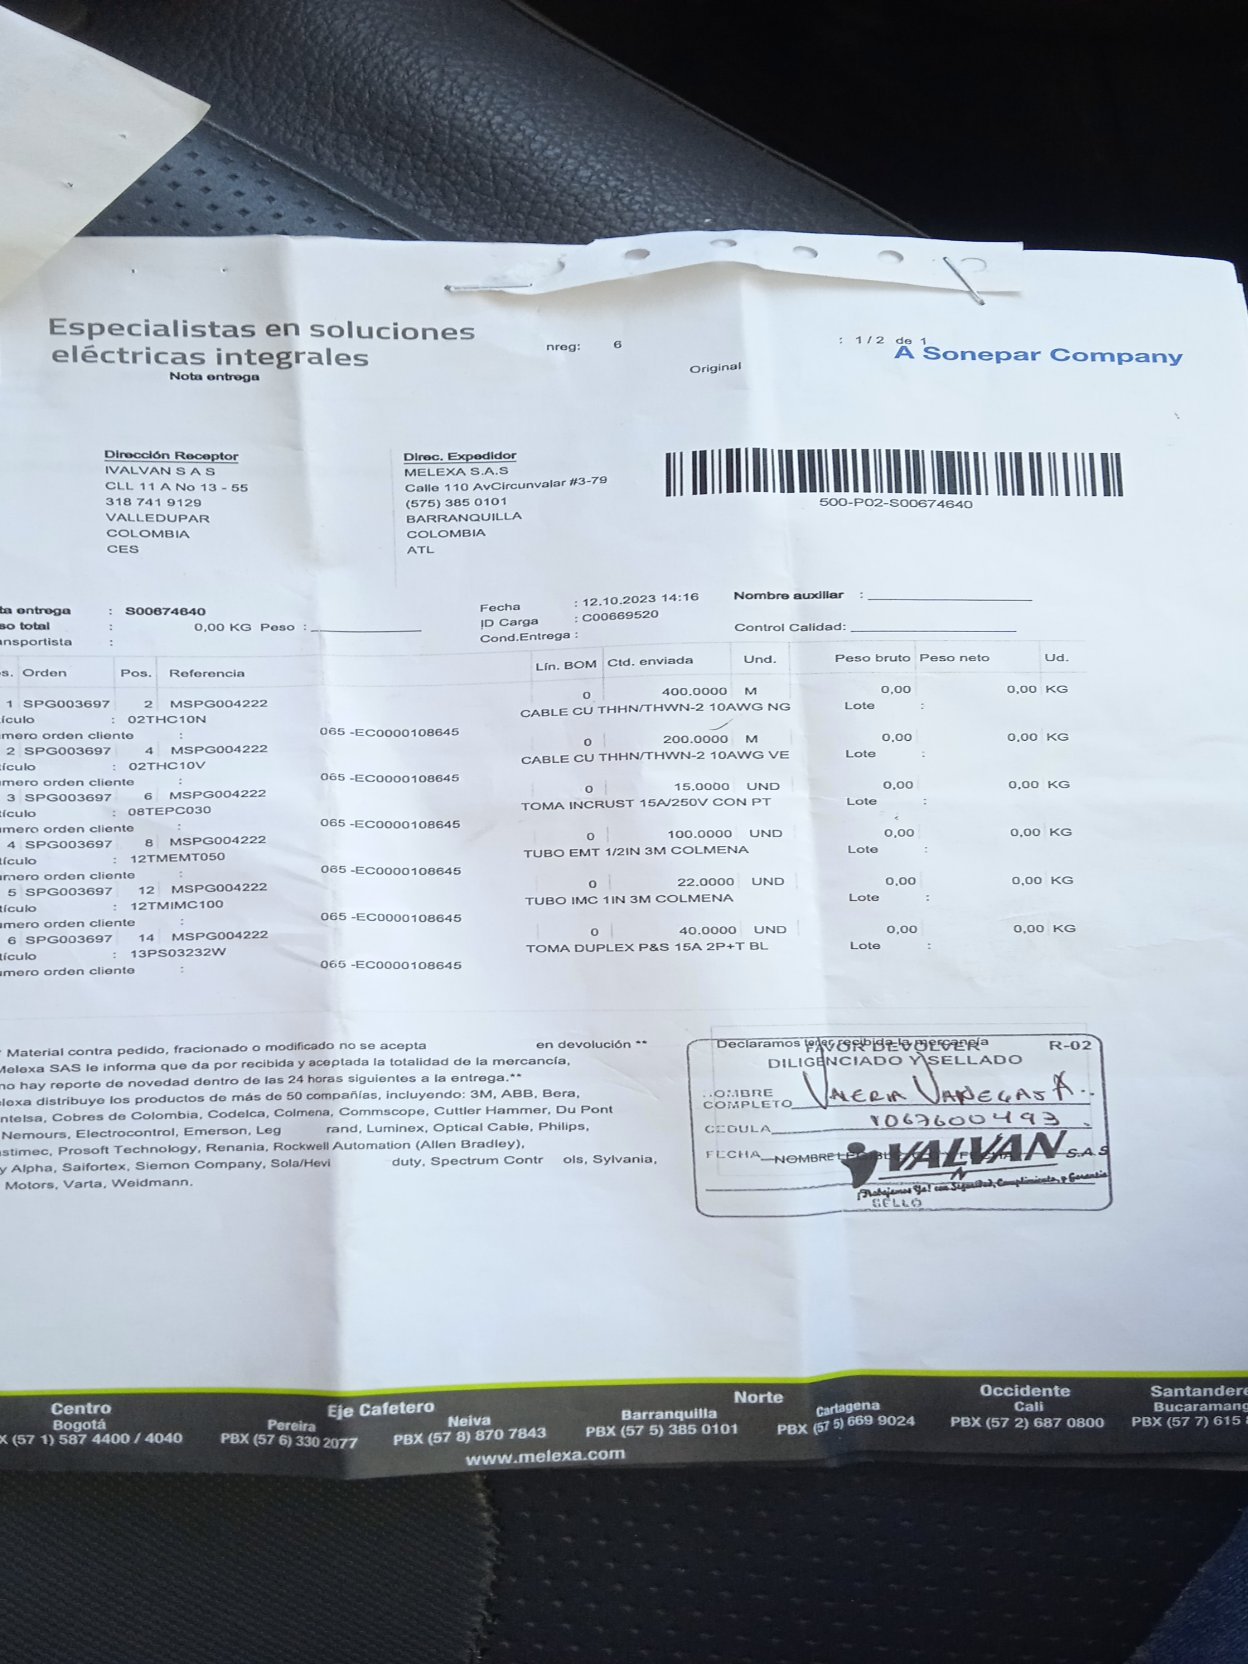 Especialistas en soluciones
eléctricas integrales
Nota entrega
nreg: 6
Original
: 1/2 de 1
A Sonepar Company
Dirección Receptor
IVALVAN S A S
CLL 11 A No 13 - 55
318 741 9129
VALLEDUPAR
COLOMBIA
CES
Direc. Expedidor
MELEXA S.A.S
Calle 110 AvCircunvalar #3-79
(575) 385 0101
BARRANQUILLA
COLOMBIA
ATL
500-P02-S00674640
ta entrega : S00674640
so total : 0,00 KG Peso :
ansportista :
Fecha : 12.10.2023 14:16
ID Carga : C00669520
Cond.Entrega :
Nombre auxiliar :
Control Calidad:
s. Orden Pos. Referencia Lín. BOM Ctd. enviada Und. Peso bruto Peso neto Ud.
1 SPG003697 2 MSPG004222 0 400.0000 M 0,00 0,00 KG
ículo : 02THC10N CABLE CU THHN/THWN-2 10AWG NG Lote :
mero orden cliente : 065 -EC0000108645
2 SPG003697 4 MSPG004222 0 200.0000 M 0,00 0,00 KG
ículo : 02THC10V CABLE CU THHN/THWN-2 10AWG VE Lote :
mero orden cliente : 065 -EC0000108645
3 SPG003697 6 MSPG004222 0 15.0000 UND 0,00 0,00 KG
ículo : 08TEPC030 TOMA INCRUST 15A/250V CON PT Lote :
mero orden cliente : 065 -EC0000108645
4 SPG003697 8 MSPG004222 0 100.0000 UND 0,00 0,00 KG
ículo : 12TMEMT050 TUBO EMT 1/2IN 3M COLMENA Lote :
mero orden cliente : 065 -EC0000108645
5 SPG003697 12 MSPG004222 0 22.0000 UND 0,00 0,00 KG
ículo : 12TMIMC100 TUBO IMC 1IN 3M COLMENA Lote :
mero orden cliente : 065 -EC0000108645
6 SPG003697 14 MSPG004222 0 40.0000 UND 0,00 0,00 KG
ículo : 13PS03232W TOMA DUPLEX P&S 15A 2P+T BL Lote :
mero orden cliente : 065 -EC0000108645
Material contra pedido, fracionado o modificado no se acepta en devolución **
Melexa SAS le informa que da por recibida y aceptada la totalidad de la mercancía,
no hay reporte de novedad dentro de las 24 horas siguientes a la entrega.**
lexa distribuye los productos de más de 50 compañías, incluyendo: 3M, ABB, Bera,
ntelsa, Cobres de Colombia, Codelca, Colmena, Commscope, Cuttler Hammer, Du Pont
Nemours, Electrocontrol, Emerson, Leg rand, Luminex, Optical Cable, Philips,
stimec, Prosoft Technology, Renania, Rockwell Automation (Allen Bradley),
y Alpha, Saifortex, Siemon Company, Sola/Hevi duty, Spectrum Contr ols, Sylvania,
Motors, Varta, Weidmann.
Declaramos tener recibida la mercancía
FAVOR DEVOLVER R-02
DILIGENCIADO Y SELLADO
OMBRE
COMPLETO VALERIA VANEGAS A.
CEDULA 1067600493
FECHA NOMBRE
IVALVAN S.A.S
¡Trabajamos Ya! con Seguridad, Cumplimiento, y Garantía
SELLO
Centro
Bogotá
X (57 1) 587 4400 / 4040
Eje Cafetero
Pereira
PBX (57 6) 330 2077
Neiva
PBX (57 8) 870 7843
Norte
Barranquilla
PBX (57 5) 385 0101
Cartagena
PBX (57 5) 669 9024
Occidente
Cali
PBX (57 2) 687 0800
Santandere
Bucaramang
PBX (57 7) 615
www.melexa.com